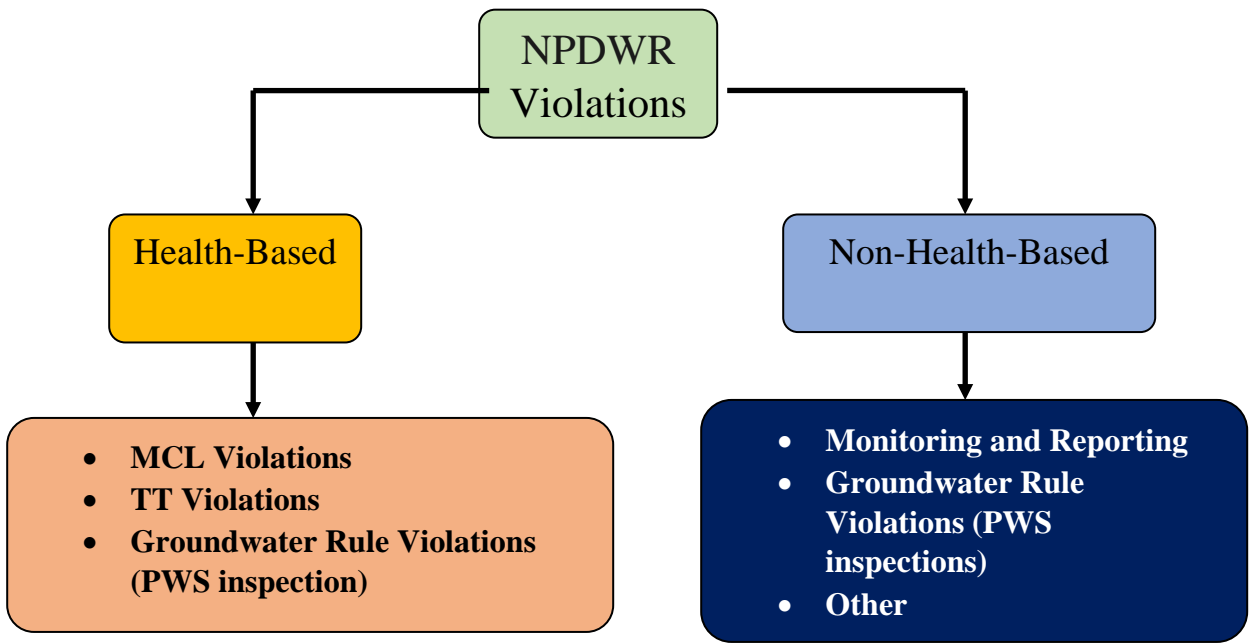 NPDWR
Violations
Health-Based
Non-Health-Based
• MCL Violations
• TT Violations
• Groundwater Rule Violations
(PWS inspection)
• Monitoring and Reporting
• Groundwater Rule
Violations (PWS
inspections)
• Other